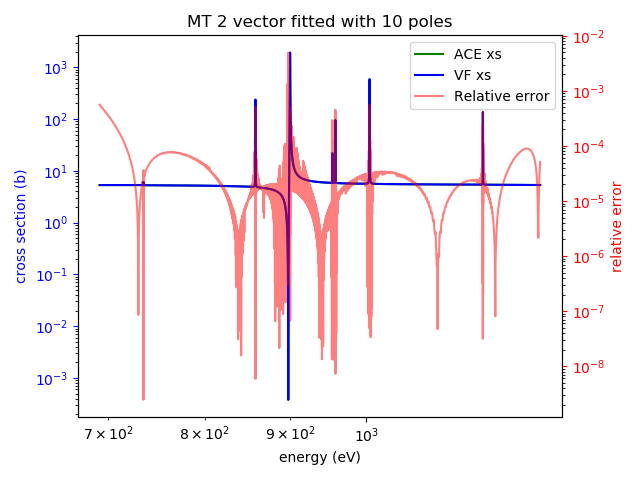 MT 2 vector fitted with 10 poles
ACE xs
VF xs
Relative error
cross section (b)
10³
10²
10¹
10⁰
10⁻¹
10⁻²
10⁻³
10⁻²
10⁻³
10⁻⁴
10⁻⁵
10⁻⁶
10⁻⁷
10⁻⁸
relative error
7 × 10² 8 × 10² 9 × 10² 10³
energy (eV)